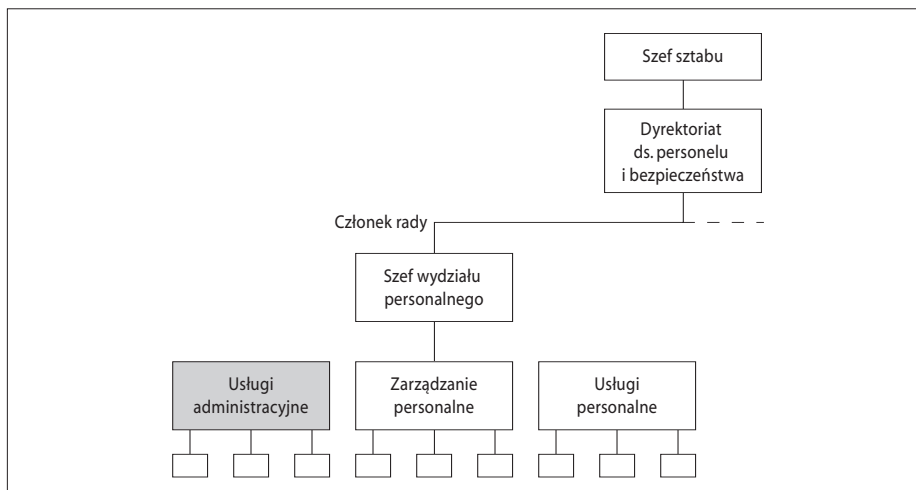 Szef sztabu
Dyrektoriat
ds. personelu
i bezpieczeństwa
Członek rady
Szef wydziału
personalnego
Usługi
administracyjne
Zarządzanie
personalne
Usługi
personalne